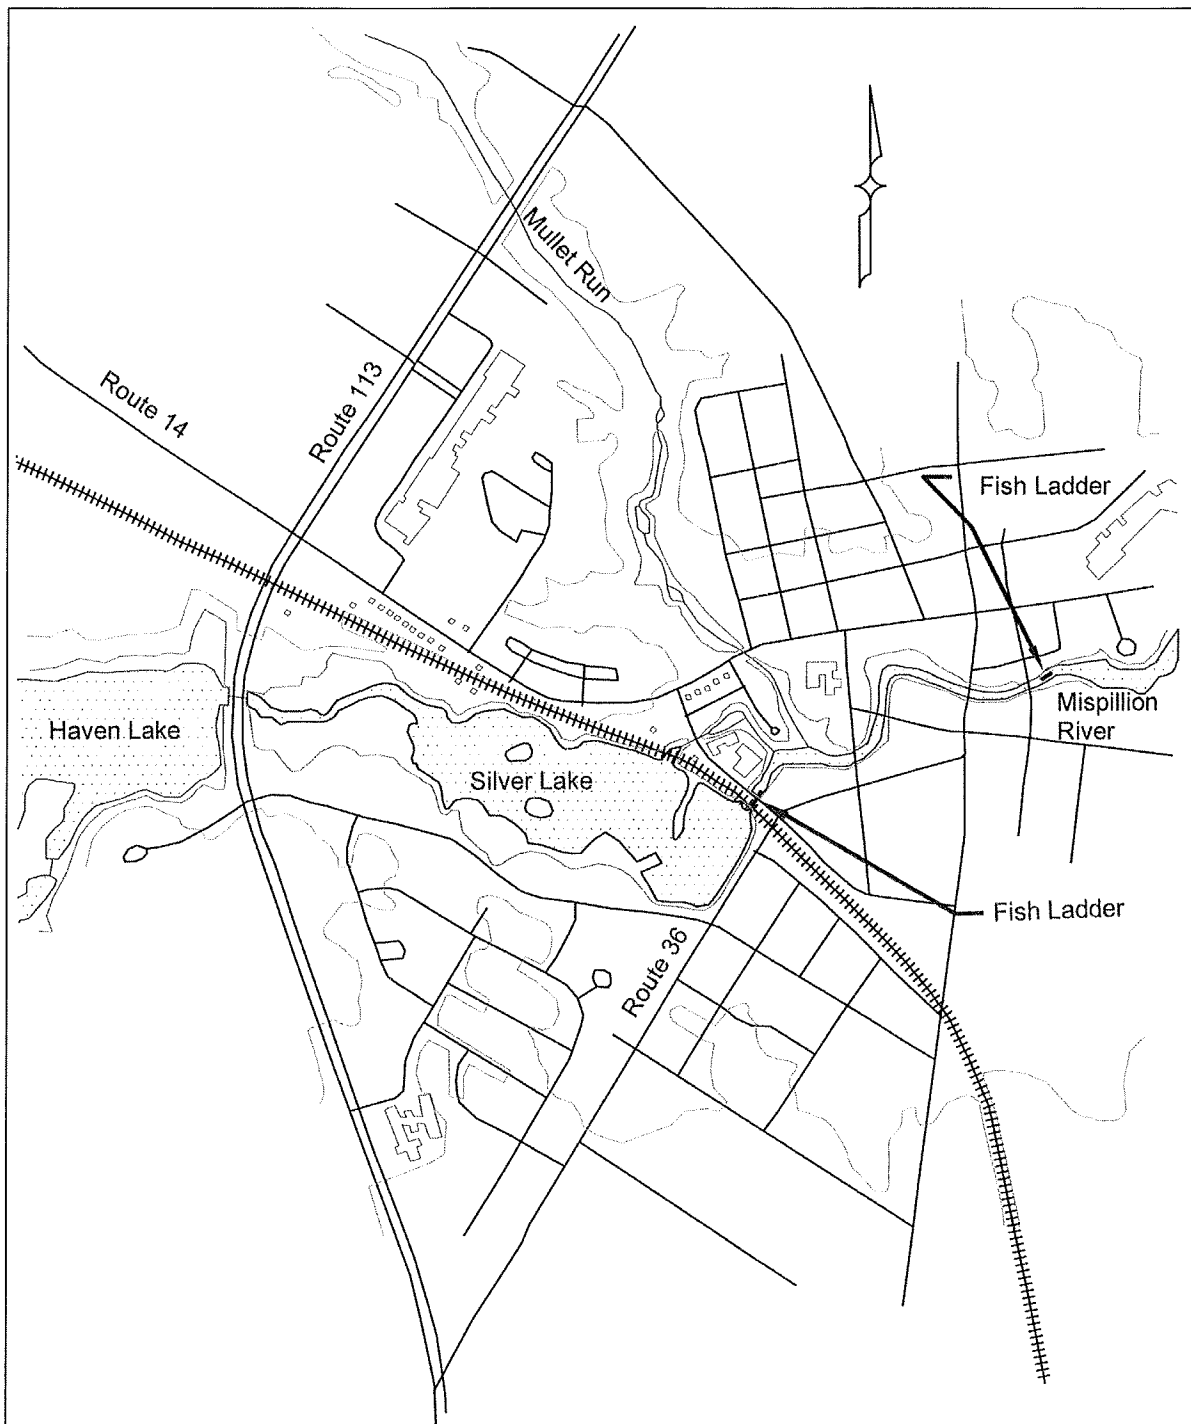 Mullet Run
Route 113
Route 14
Fish Ladder
Haven Lake
Silver Lake
Mispillion
River
Fish Ladder
Route 36